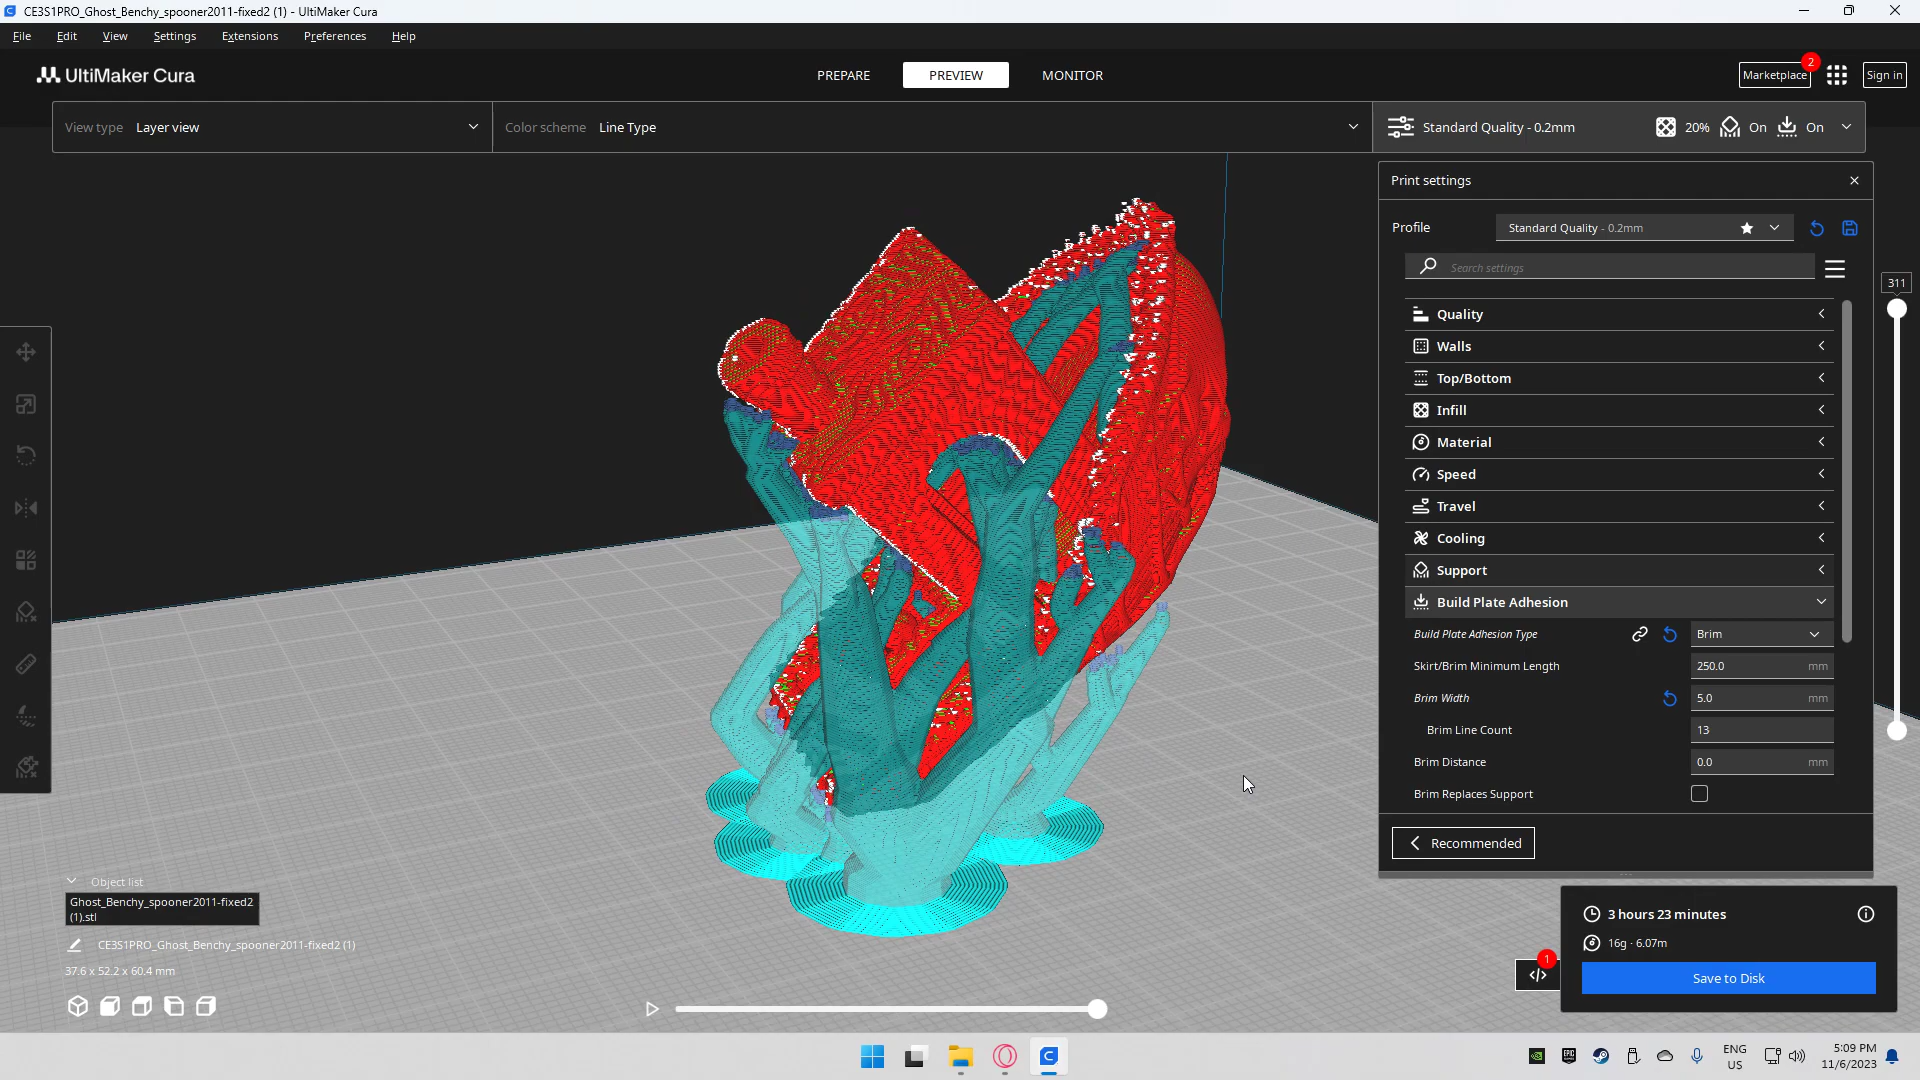 CE3S1PRO_Ghost_Benchy_spooner2011-fixed2 (1) - UltiMaker Cura
File Edit View Settings Extensions Preferences Help
UltiMaker Cura
PREPARE PREVIEW MONITOR
Marketplace 2 Sign in
View type Layer view
Color scheme Line Type
Standard Quality - 0.2mm 20% On On
Print settings
Profile Standard Quality - 0.2mm
Search settings
311
Quality
Walls
Top/Bottom
Infill
Material
Speed
Travel
Cooling
Support
Build Plate Adhesion
Build Plate Adhesion Type Brim
Skirt/Brim Minimum Length 250.0 mm
Brim Width 5.0 mm
Brim Line Count 13
Brim Distance 0.0 mm
Brim Replaces Support
Recommended
Object list
Ghost_Benchy_spooner2011-fixed2
(1).stl
CE3S1PRO_Ghost_Benchy_spooner2011-fixed2 (1)
37.6 x 52.2 x 60.4 mm
3 hours 23 minutes
16g · 6.07m
1
Save to Disk
ENG
US
5:09 PM
11/6/2023